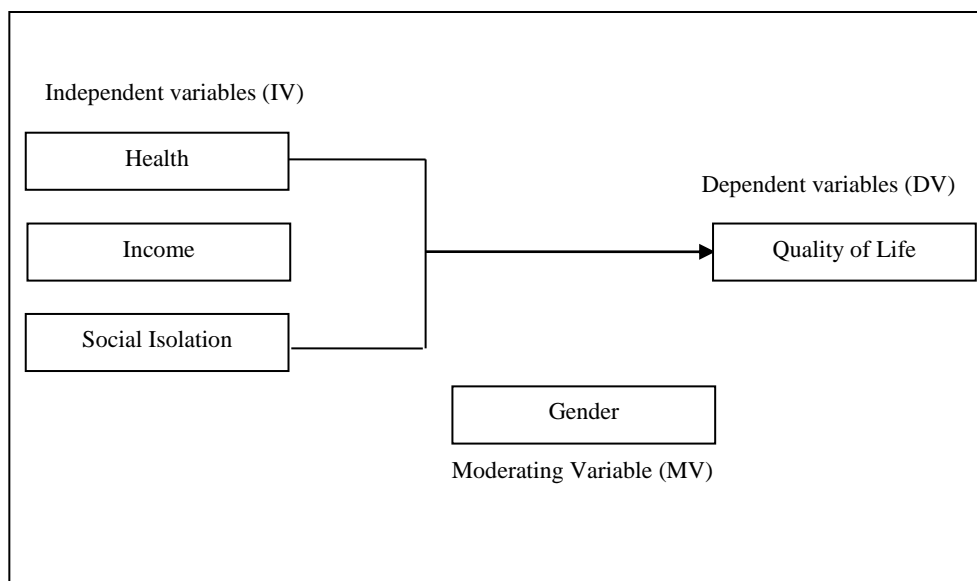 Independent variables (IV)
Health
Income
Social Isolation
Dependent variables (DV)
Quality of Life
Gender
Moderating Variable (MV)